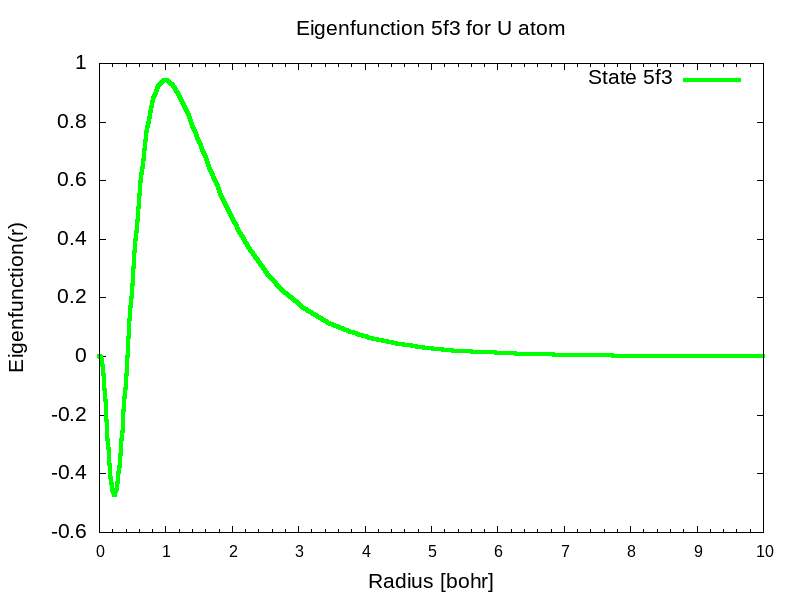 Eigenfunction 5f3 for U atom
State 5f3
1
0.8
0.6
0.4
0.2
0
-0.2
-0.4
-0.6
Eigenfunction(r)
0 1 2 3 4 5 6 7 8 9 10
Radius [bohr]